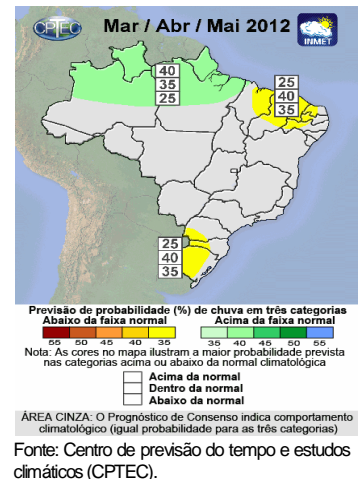 CPTEC
Mar / Abr / Mai 2012
INMET
40
35
25
25
40
35
25
40
35
Previsão de probabilidade (%) de chuva em três categorias
Abaixo da faixa normal
Acima da faixa normal
55 50 45 40 35
35 40 45 50 55
Nota: As cores no mapa ilustram a maior probabilidade prevista
nas categorias acima ou abaixo da normal climatológica
Acima da normal
Dentro da normal
Abaixo da normal
ÁREA CINZA: O Prognóstico de Consenso indica comportamento
climatológico (igual probabilidade para as três categorias)
Fonte: Centro de previsão do tempo e estudos
climáticos (CPTEC).